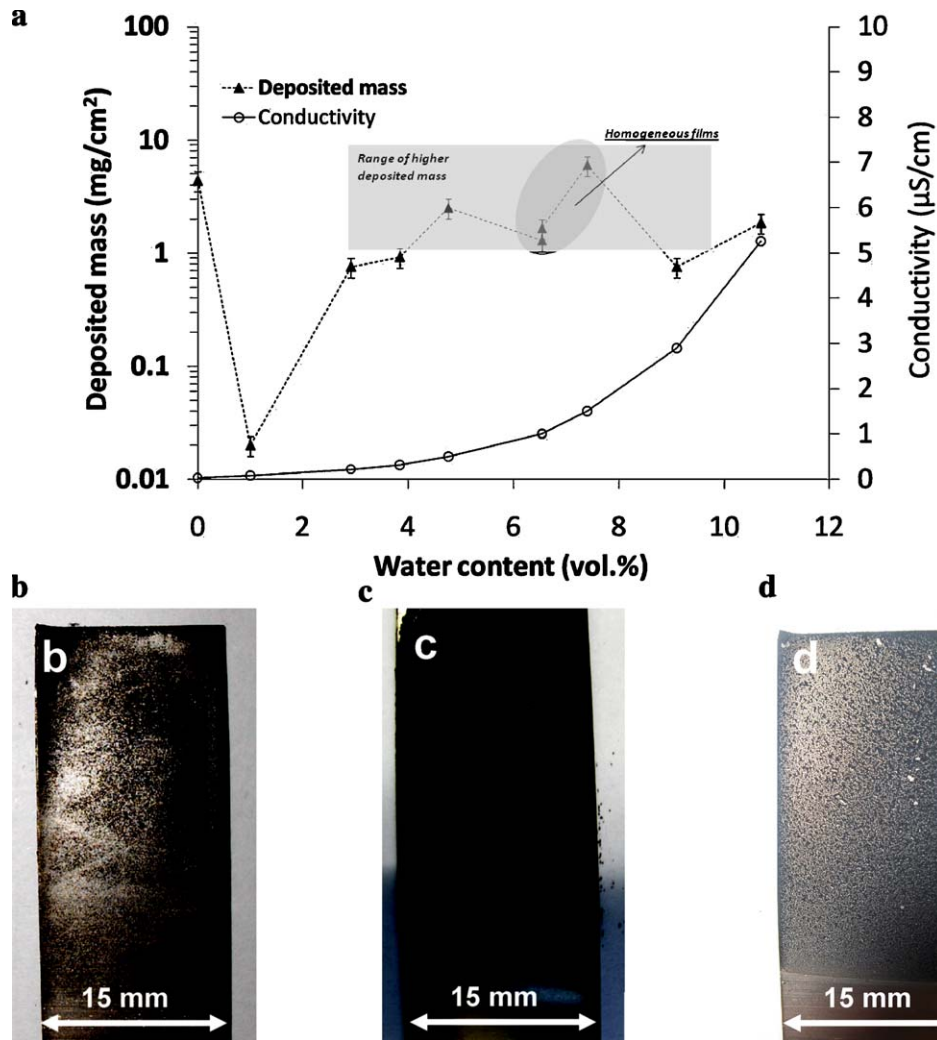 a
100
10
1
0.1
0.01
Deposited mass (mg/cm²)
Deposited mass
Conductivity
Range of higher
deposited mass
Homogeneous films
10
9
8
7
6
5
4
3
2
1
0
Conductivity (µS/cm)
0 2 4 6 8 10 12
Water content (vol.%)
b
c
d
b
c
d
15 mm
15 mm
15 mm